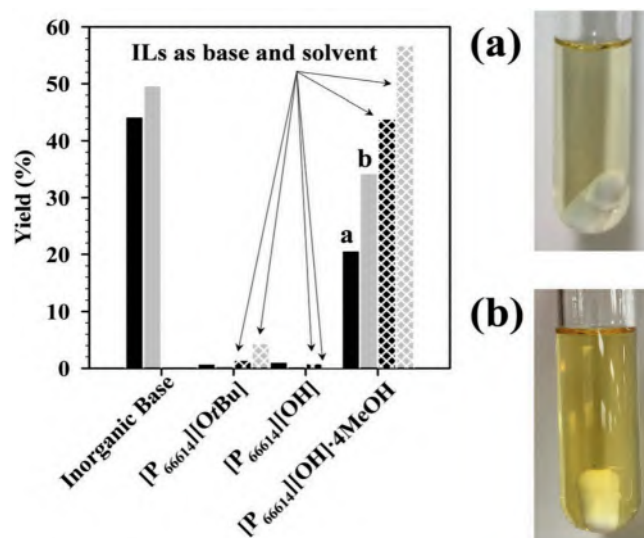 60
ILs as base and solvent
50
40
30
20
10
0
Yield (%)
a
b
Inorganic Base
[P66614][OtBu]
[P66614][OH]
[P66614][OH]·4MeOH
(a)
(b)